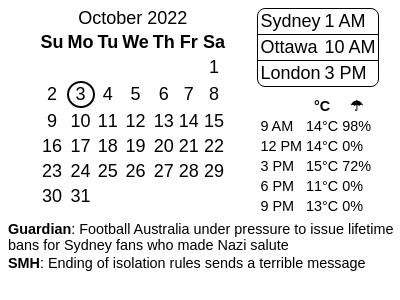 October 2022
Su Mo Tu We Th Fr Sa
1
2 3 4 5 6 7 8
9 10 11 12 13 14 15
16 17 18 19 20 21 22
23 24 25 26 27 28 29
30 31
Sydney 1 AM
Ottawa 10 AM
London 3 PM
°C ☂
9 AM 14°C 98%
12 PM 14°C 0%
3 PM 15°C 72%
6 PM 11°C 0%
9 PM 13°C 0%
Guardian: Football Australia under pressure to issue lifetime
bans for Sydney fans who made Nazi salute
SMH: Ending of isolation rules sends a terrible message